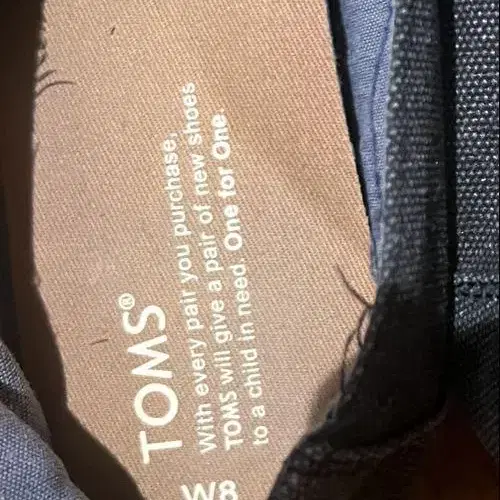 TOMS®
With every pair you purchase,
TOMS will give a pair of new shoes
to a child in need. One for One.
W8